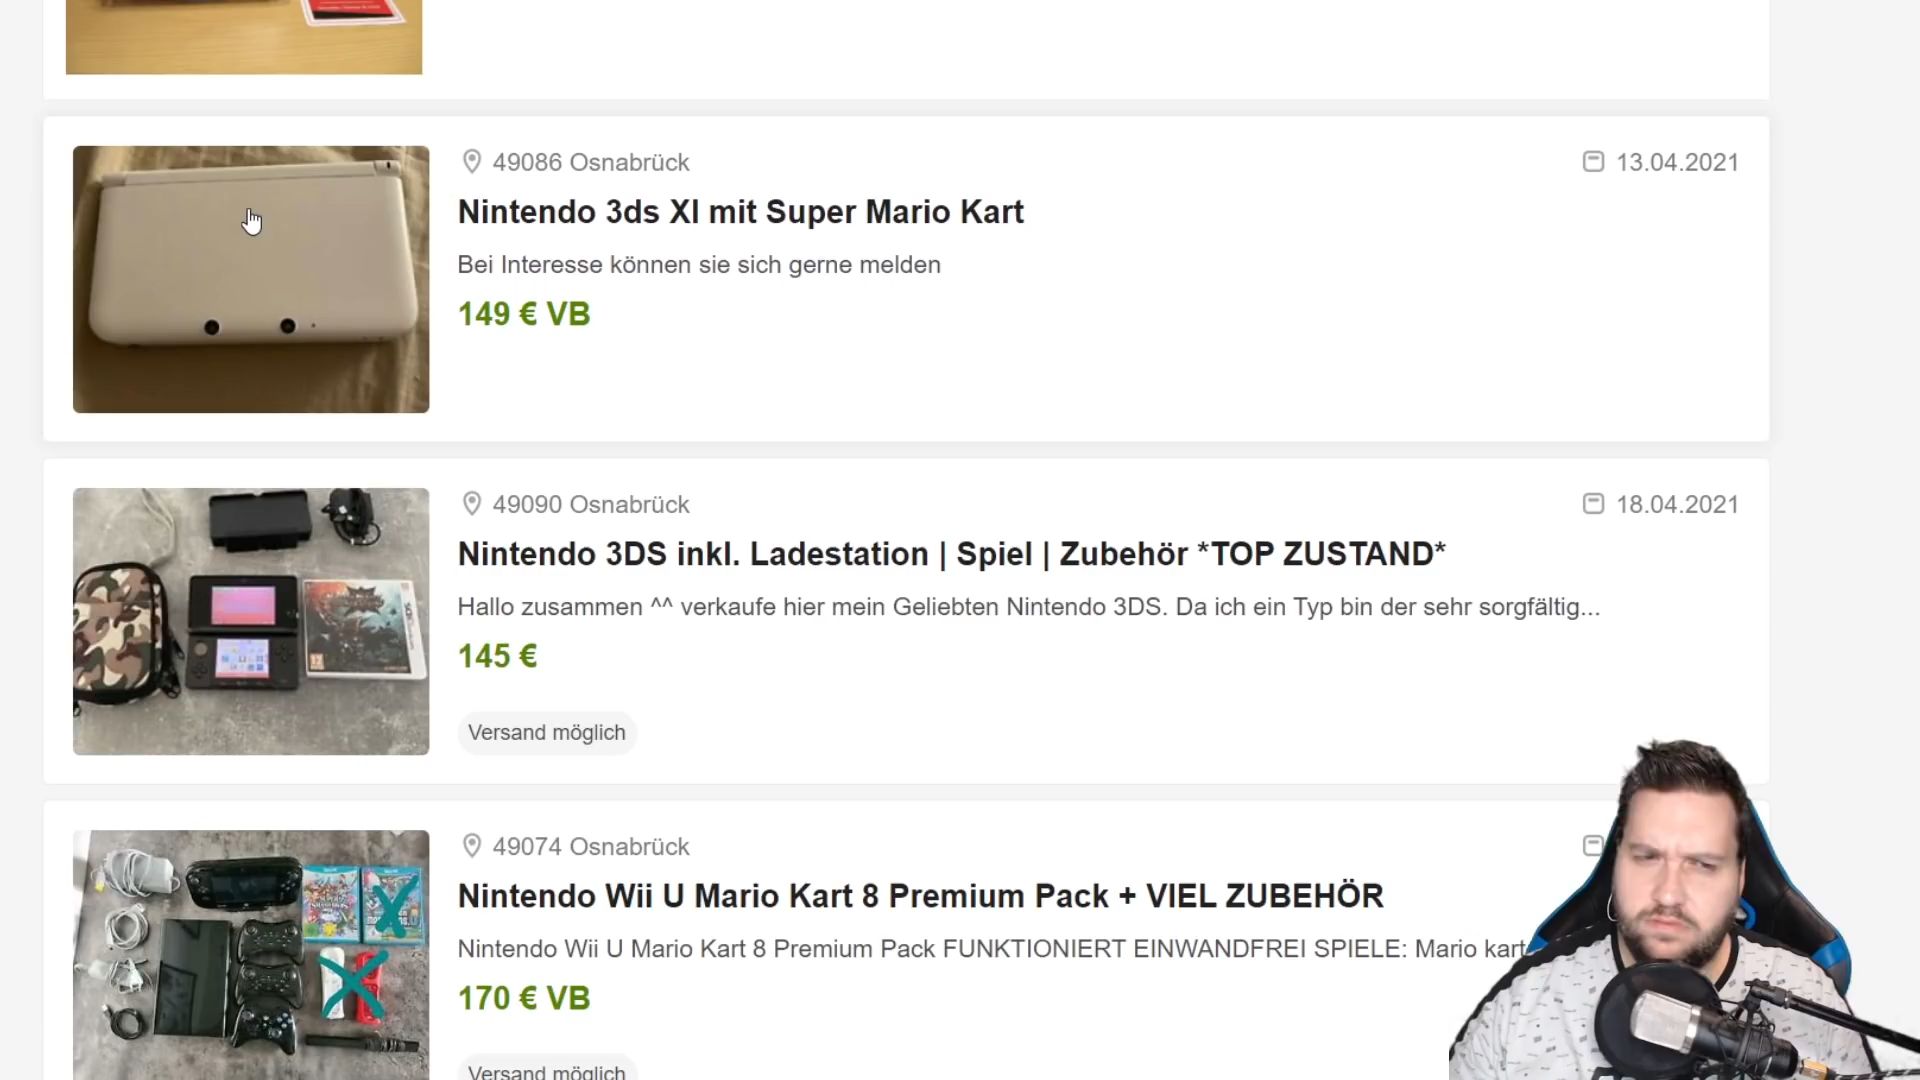 49086 Osnabrück
13.04.2021
Nintendo 3ds Xl mit Super Mario Kart
Bei Interesse können sie sich gerne melden
149 € VB
49090 Osnabrück
18.04.2021
Nintendo 3DS inkl. Ladestation | Spiel | Zubehör *TOP ZUSTAND*
Hallo zusammen ^^ verkaufe hier mein Geliebten Nintendo 3DS. Da ich ein Typ bin der sehr sorgfältig...
145 €
Versand möglich
49074 Osnabrück
Nintendo Wii U Mario Kart 8 Premium Pack + VIEL ZUBEHÖR
Nintendo Wii U Mario Kart 8 Premium Pack FUNKTIONIERT EINWANDFREI SPIELE: Mario kart
170 € VB
Versand möglich